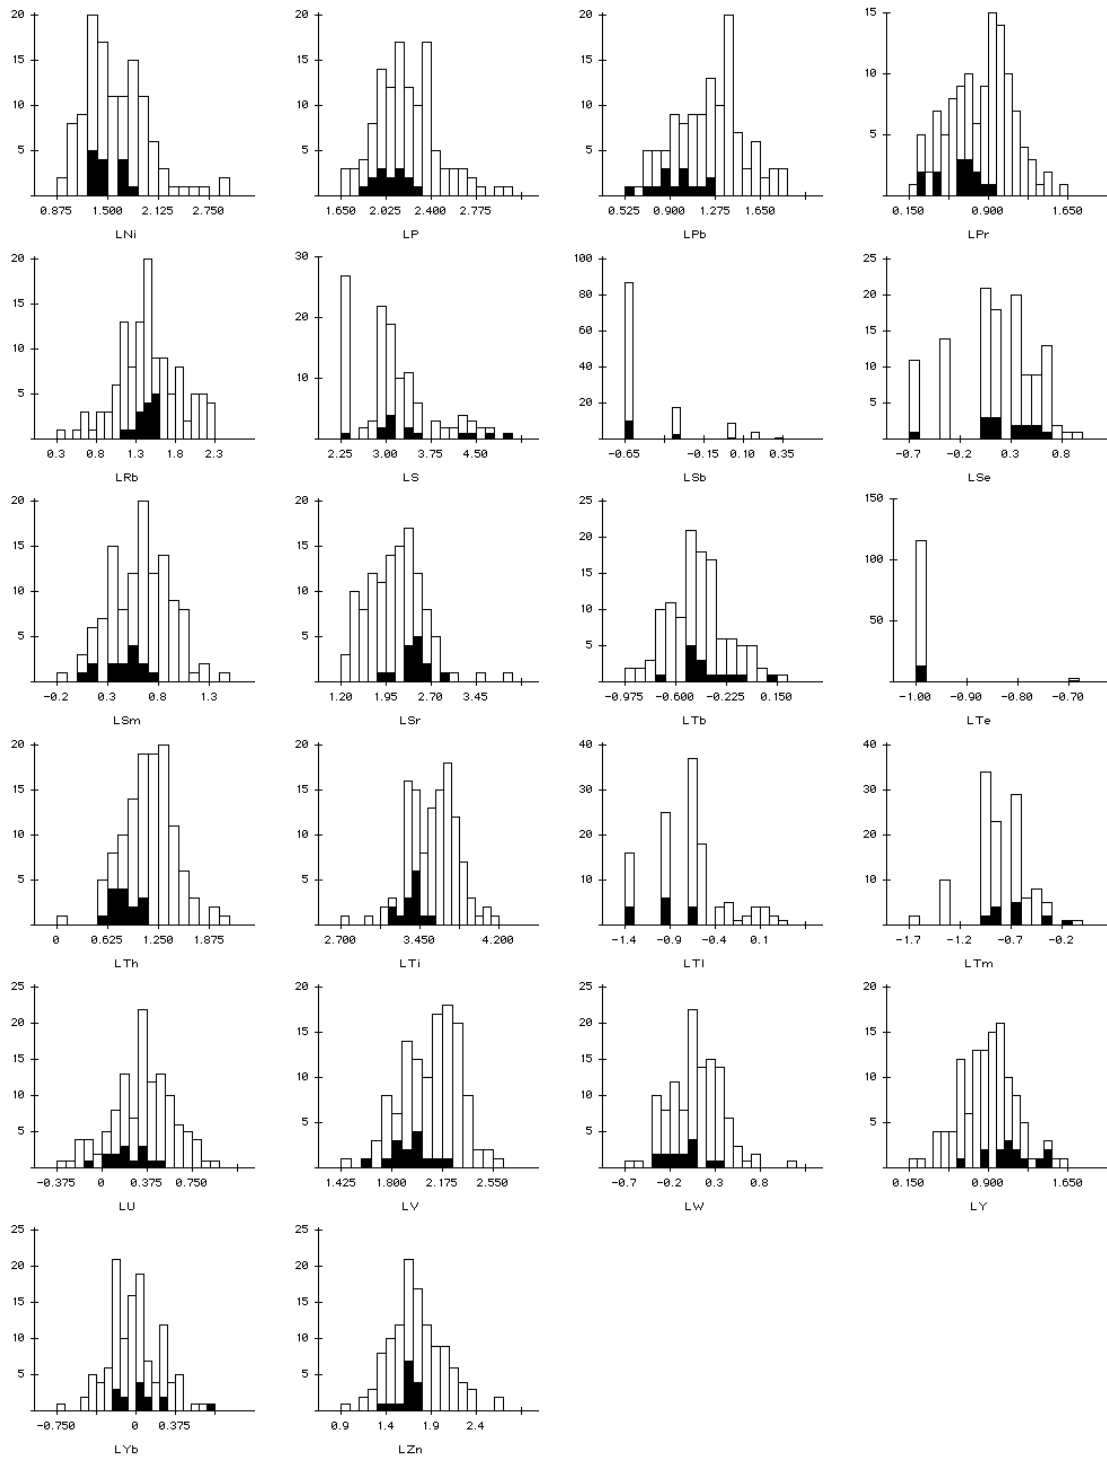 20 20 20 15
15 15 15
10 10 10 10
5 5 5 5
0.875 1.500 2.125 2.750 1.650 2.025 2.400 2.775 0.525 0.900 1.275 1.650 0.150 0.900 1.650
LNi LP LPb LPr
20 30 100 25
15 20 80 20
10 60 15
5 10 40 10
20 5
0.3 0.8 1.3 1.8 2.3 2.25 3.00 3.75 4.50 -0.65 -0.15 0.10 0.35 -0.7 -0.2 0.3 0.8
LRb LS LSb LSe
20 20 25 150
15 15 20 100
10 10 15
5 5 10 50
5
-0.2 0.3 0.8 1.3 1.20 1.95 2.70 3.45 -0.975 -0.600 -0.225 0.150 -1.00 -0.90 -0.80 -0.70
LSm LSr LTb LTe
20 20 40 40
15 15 30 30
10 10 20 20
5 5 10 10
0 0.625 1.250 1.875 2.700 3.450 4.200 -1.4 -0.9 -0.4 0.1 -1.7 -1.2 -0.7 -0.2
LTh LTi LTl LTm
25 20 25 20
20 15 20 15
15 15
10 10 10 10
5 5 5 5
-0.375 0 0.375 0.750 1.425 1.800 2.175 2.550 -0.7 -0.2 0.3 0.8 0.150 0.900 1.650
LU LV LW LY
25 25
20 20
15 15
10 10
5 5
-0.750 0 0.375 0.9 1.4 1.9 2.4
LYb LZn